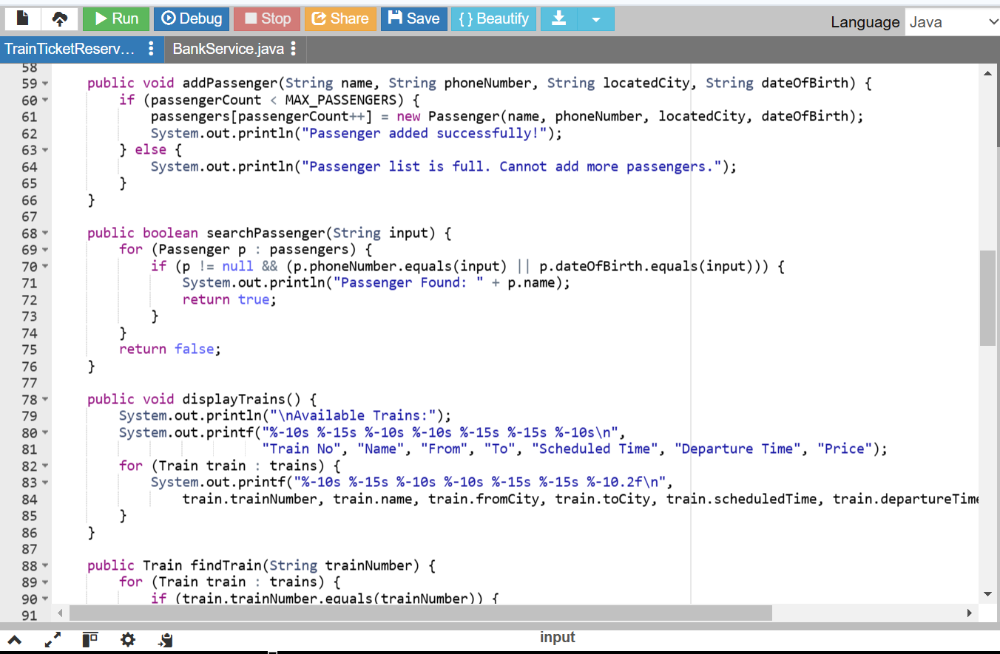 Run Debug Stop Share Save { } Beautify Language Java
TrainTicketReserv... BankService.java
58
59 public void addPassenger(String name, String phoneNumber, String locatedCity, String dateOfBirth) {
60 if (passengerCount < MAX_PASSENGERS) {
61 passengers[passengerCount++] = new Passenger(name, phoneNumber, locatedCity, dateOfBirth);
62 System.out.println("Passenger added successfully!");
63 } else {
64 System.out.println("Passenger list is full. Cannot add more passengers.");
65 }
66 }
67
68 public boolean searchPassenger(String input) {
69 for (Passenger p : passengers) {
70 if (p != null && (p.phoneNumber.equals(input) || p.dateOfBirth.equals(input))) {
71 System.out.println("Passenger Found: " + p.name);
72 return true;
73 }
74 }
75 return false;
76 }
77
78 public void displayTrains() {
79 System.out.println("\nAvailable Trains:");
80 System.out.printf("%-10s %-15s %-10s %-10s %-15s %-15s %-10s\n",
81 "Train No", "Name", "From", "To", "Scheduled Time", "Departure Time", "Price");
82 for (Train train : trains) {
83 System.out.printf("%-10s %-15s %-10s %-10s %-15s %-15s %-10.2f\n",
84 train.trainNumber, train.name, train.fromCity, train.toCity, train.scheduledTime, train.departureTime
85 }
86 }
87
88 public Train findTrain(String trainNumber) {
89 for (Train train : trains) {
90 if (train.trainNumber.equals(trainNumber)) {
91
input